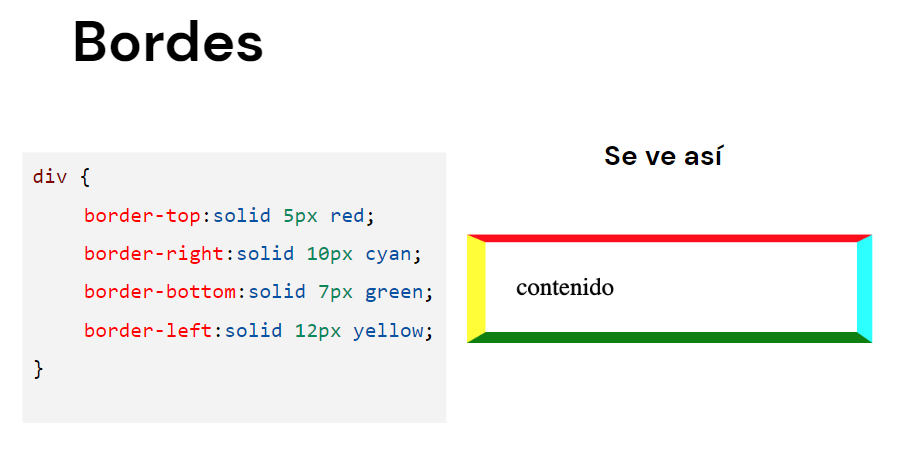 Bordes
div {
border-top:solid 5px red;
border-right:solid 10px cyan;
border-bottom:solid 7px green;
border-left:solid 12px yellow;
}
Se ve así
contenido